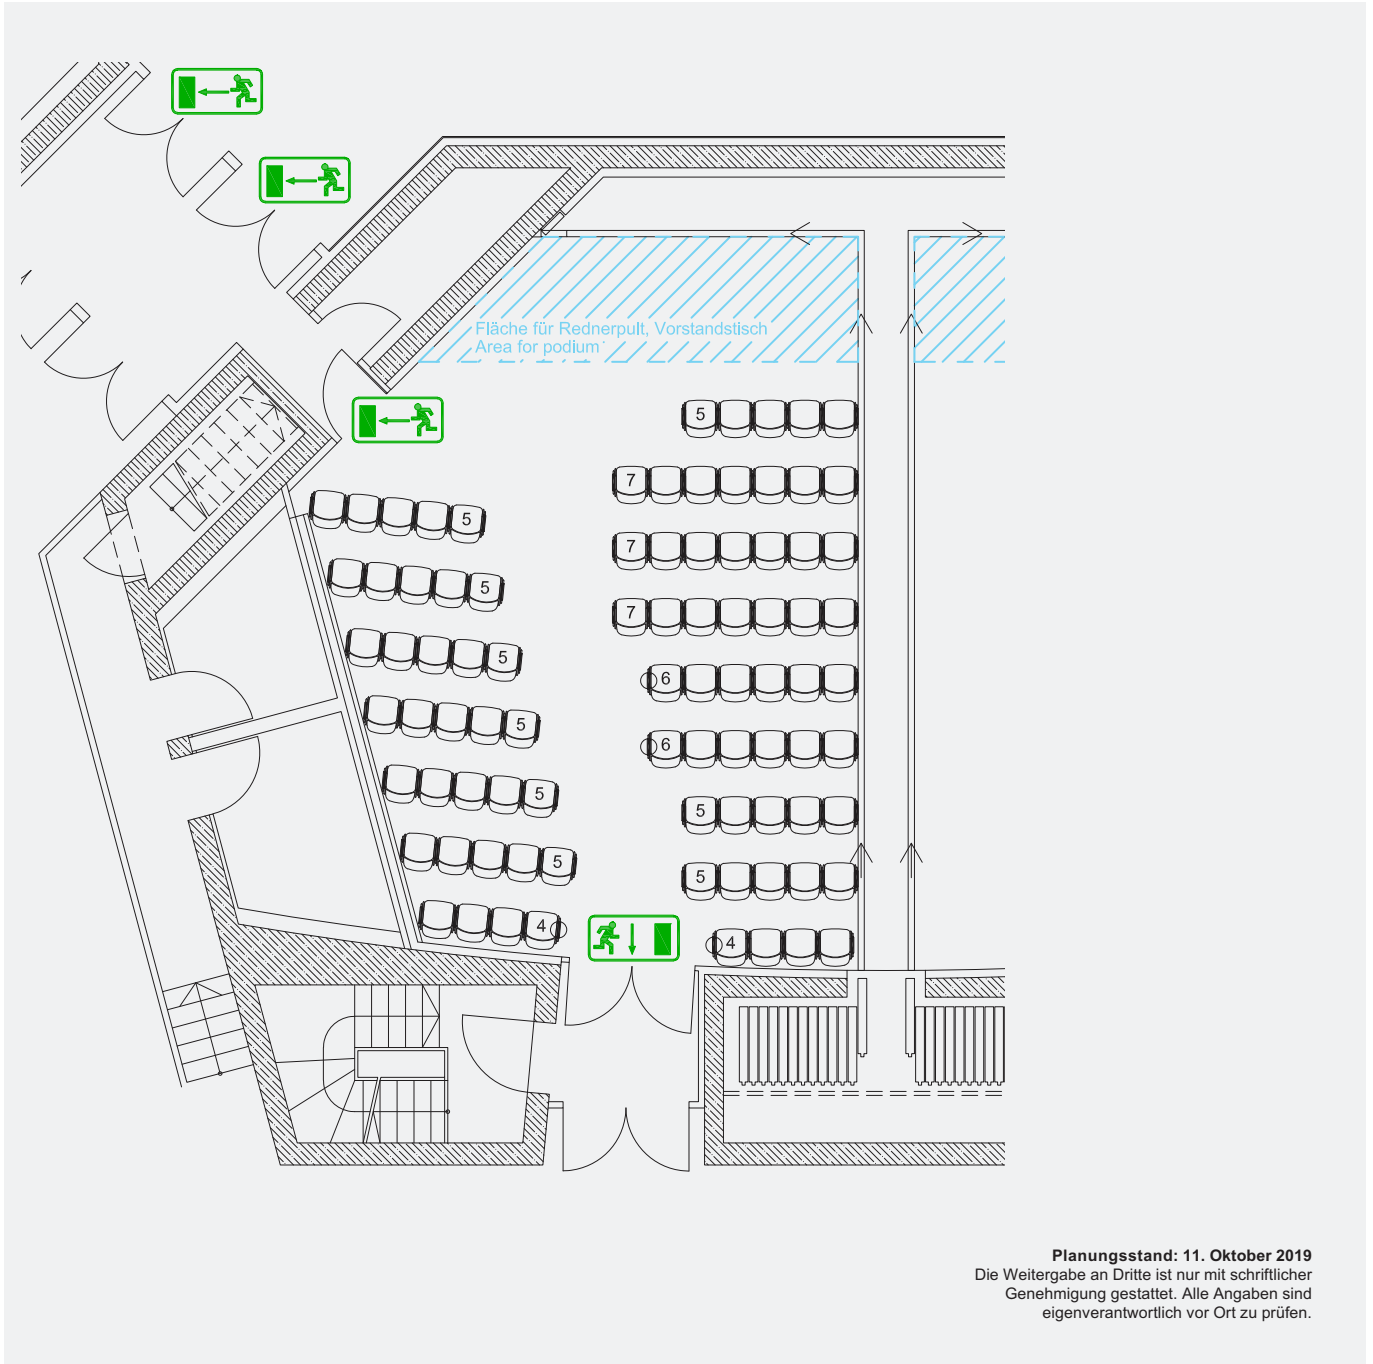 Fläche für Rednerpult, Vorstandstisch
Area for podium
5
7
7
7
6
6
5
5
4
5
5
5
5
5
5
4
Planungsstand: 11. Oktober 2019
Die Weitergabe an Dritte ist nur mit schriftlicher
Genehmigung gestattet. Alle Angaben sind
eigenverantwortlich vor Ort zu prüfen.